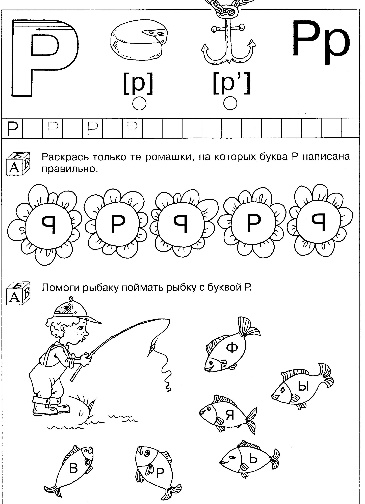 Р Рр
[р] [р’]
Р Р Р Р
А Раскрась только те ромашки, на которых буква Р написана
правильно.
Р Р Р Р Р
А Помоги рыбаку поймать рыбку с буквой Р.
Ф
Ы
Я
В Р Ь